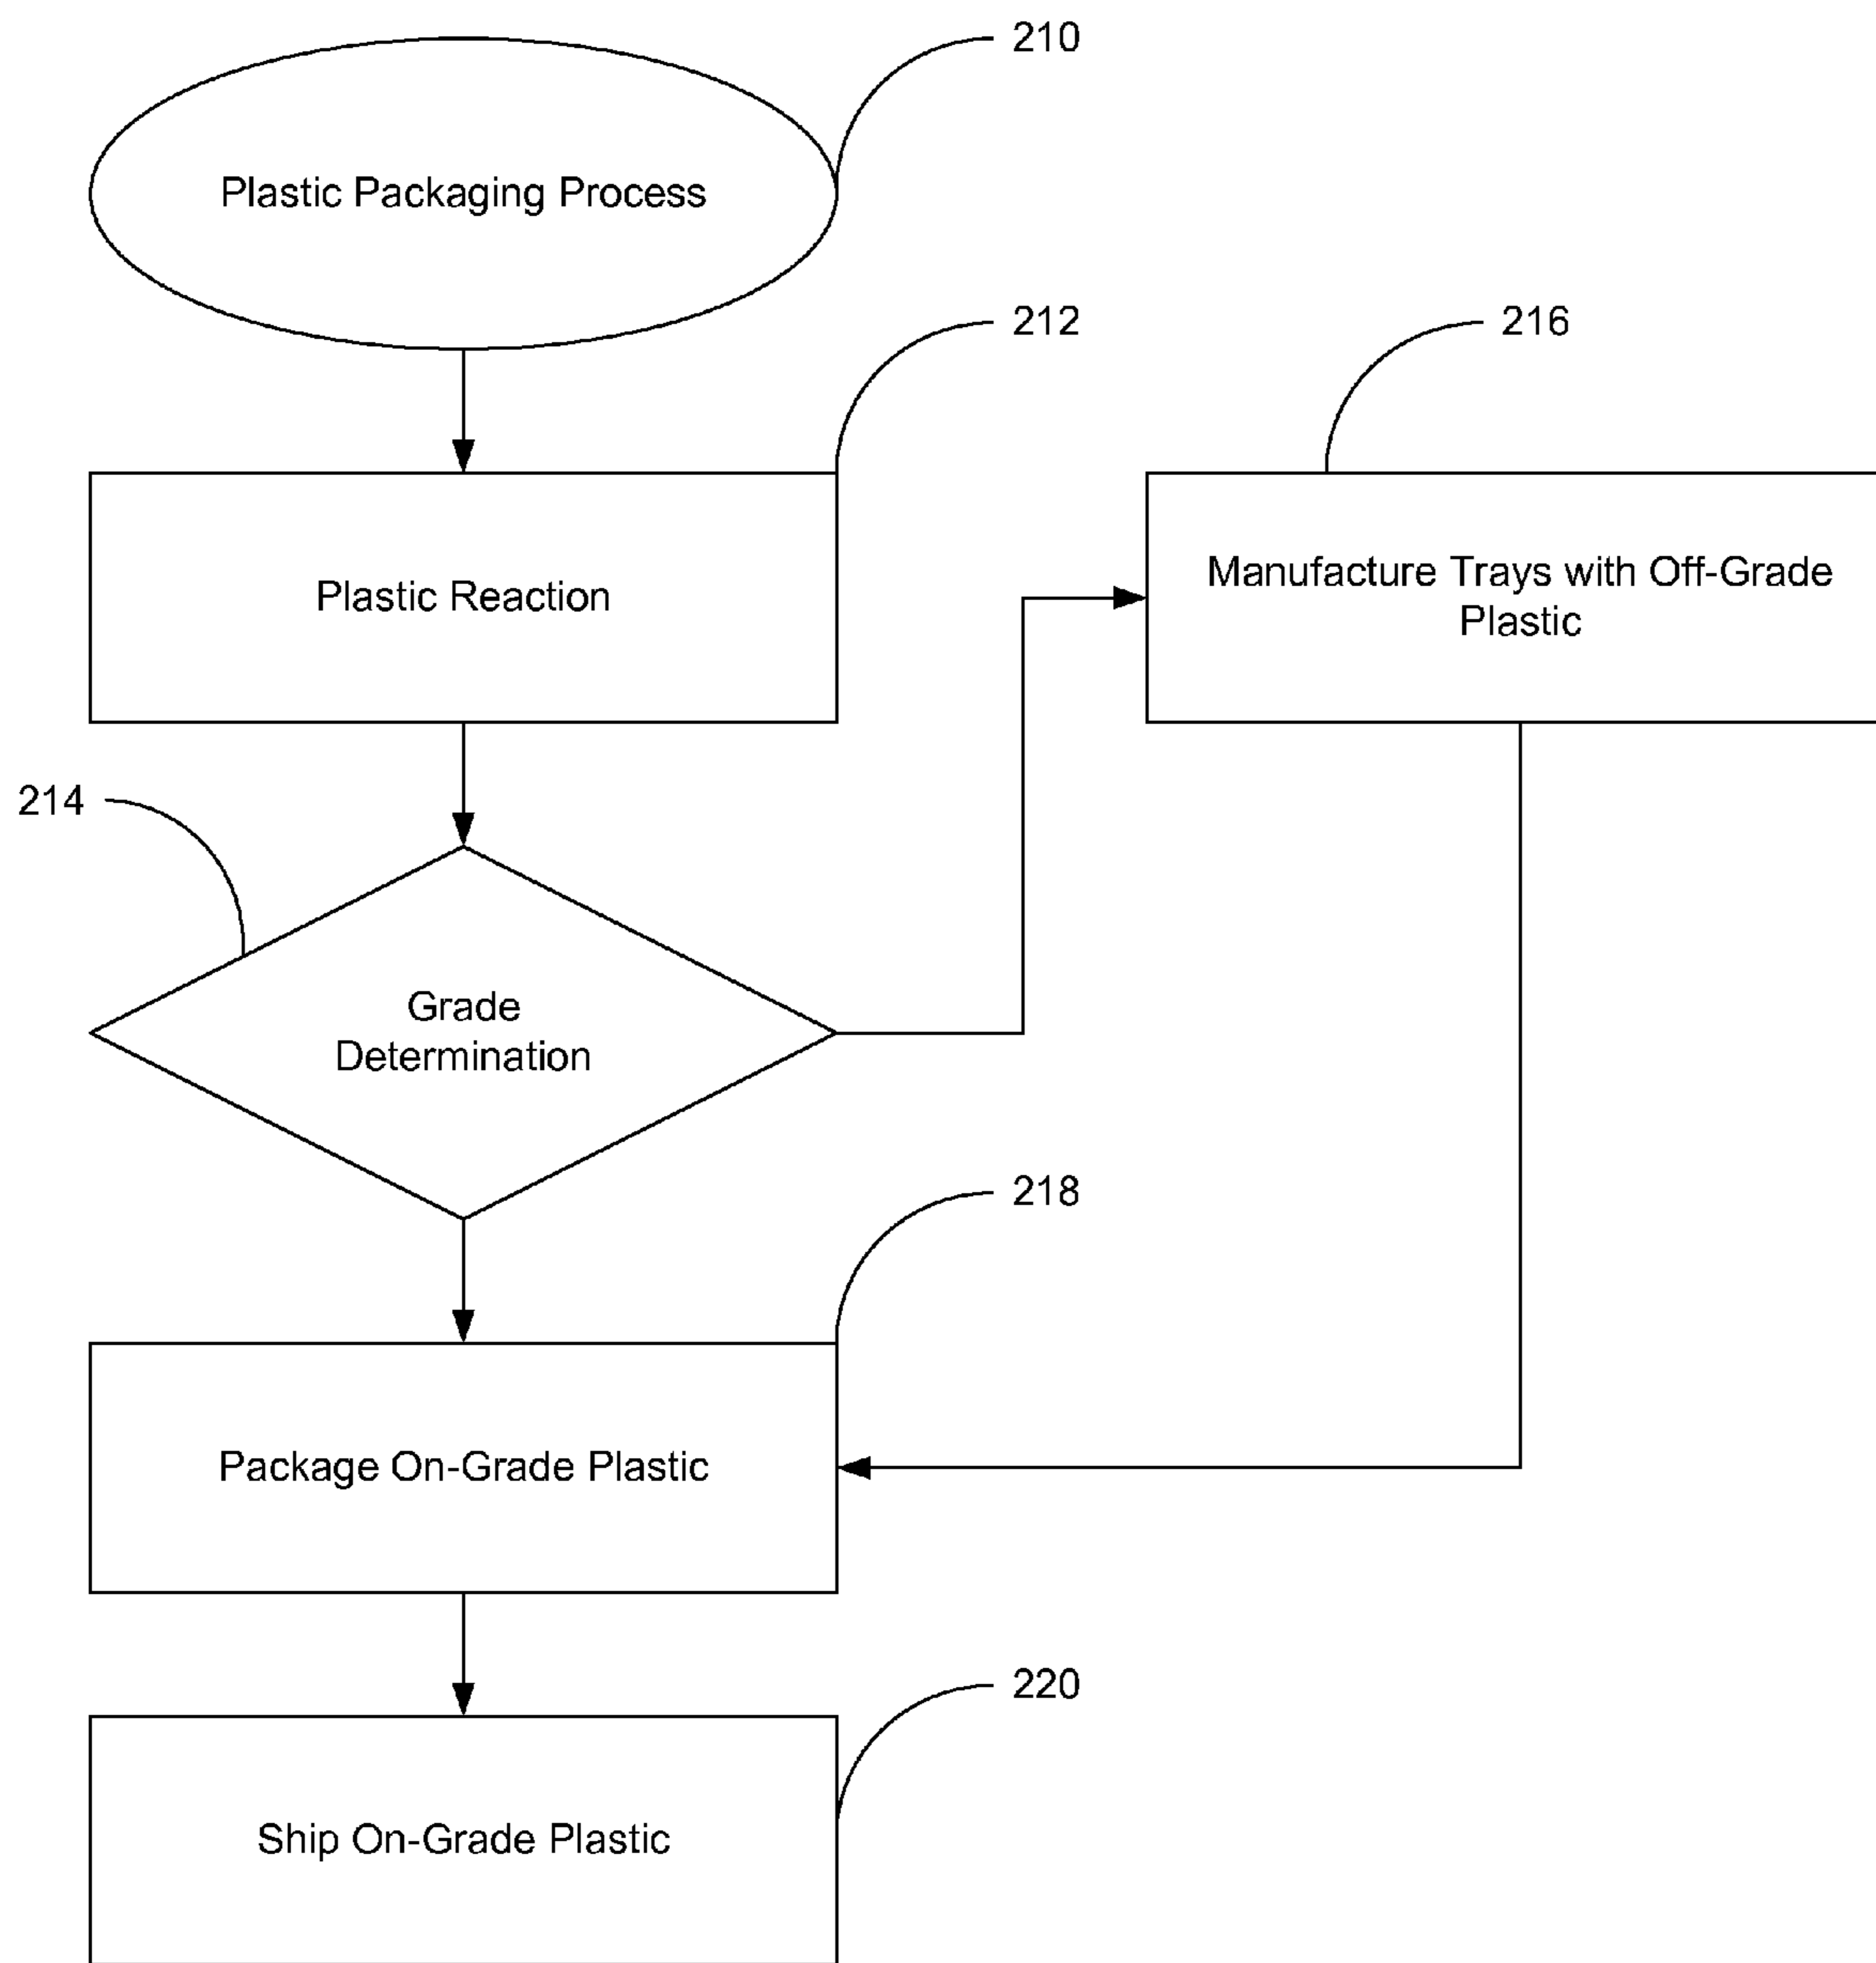 210
Plastic Packaging Process
212
216
Plastic Reaction
Manufacture Trays with Off-Grade
Plastic
214
Grade
Determination
218
Package On-Grade Plastic
220
Ship On-Grade Plastic